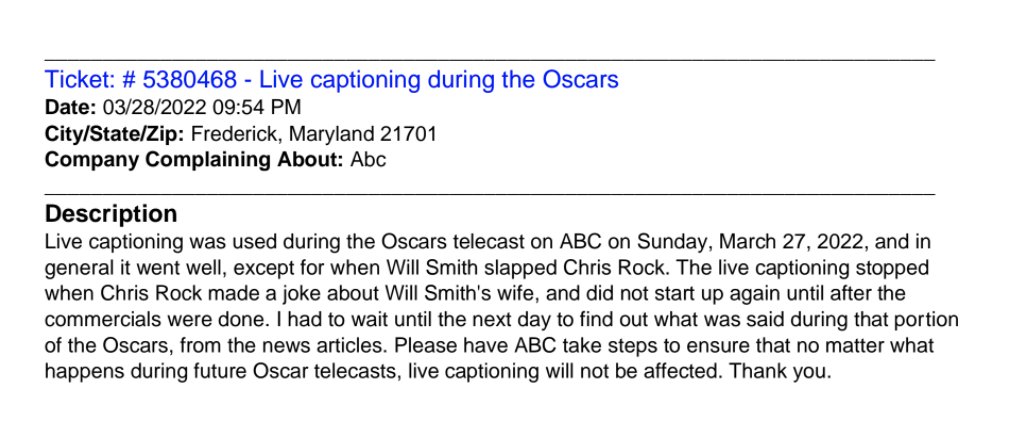 Ticket: # 5380468 - Live captioning during the Oscars
Date: 03/28/2022 09:54 PM
City/State/Zip: Frederick, Maryland 21701
Company Complaining About: Abc
Description
Live captioning was used during the Oscars telecast on ABC on Sunday, March 27, 2022, and in
general it went well, except for when Will Smith slapped Chris Rock. The live captioning stopped
when Chris Rock made a joke about Will Smith's wife, and did not start up again until after the
commercials were done. I had to wait until the next day to find out what was said during that portion
of the Oscars, from the news articles. Please have ABC take steps to ensure that no matter what
happens during future Oscar telecasts, live captioning will not be affected. Thank you.